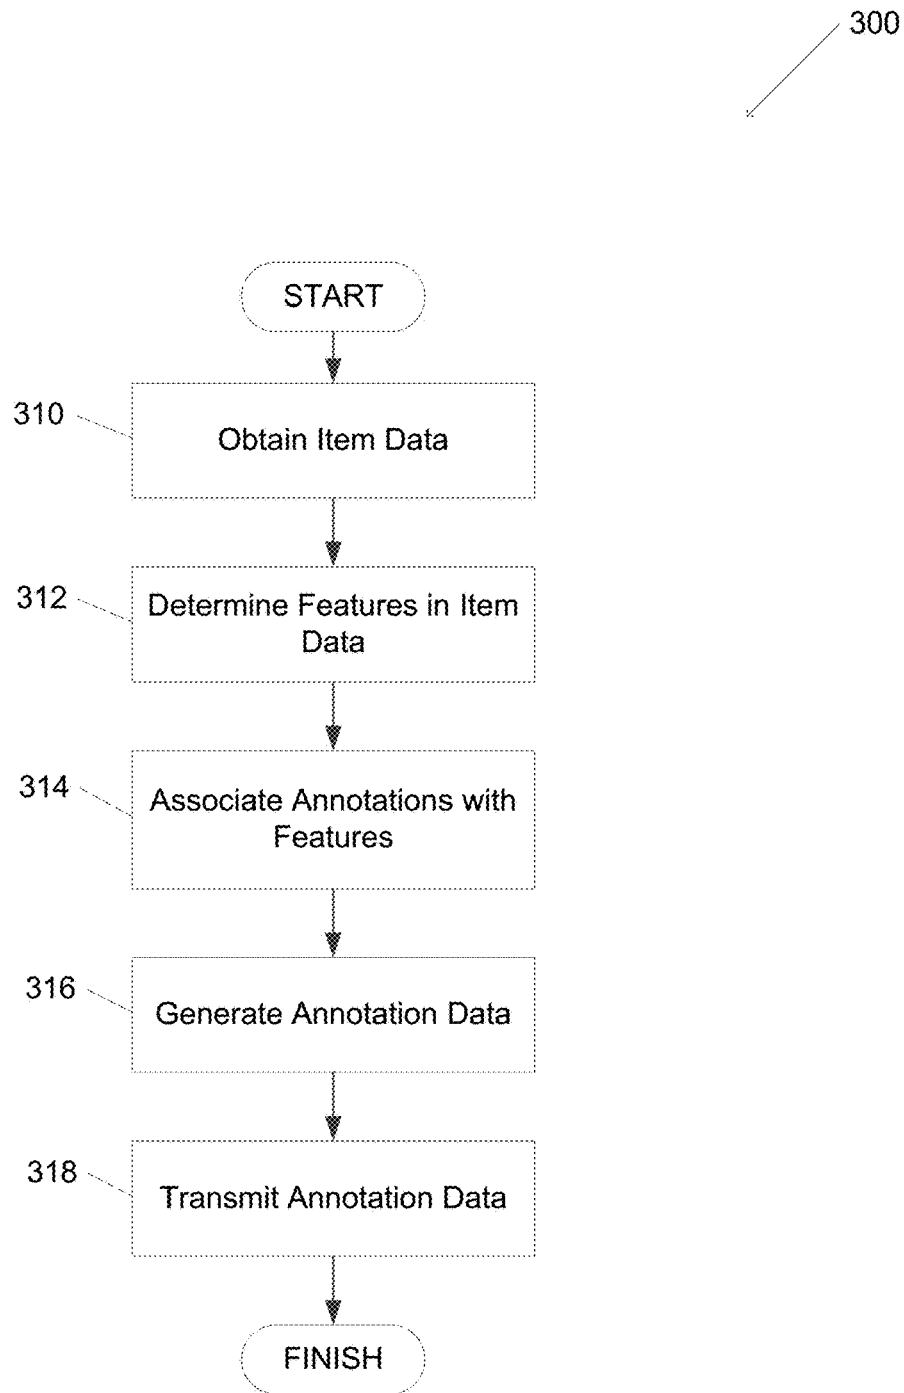 300
START
310
Obtain Item Data
312
Determine Features in Item
Data
314
Associate Annotations with
Features
316
Generate Annotation Data
318
Transmit Annotation Data
FINISH